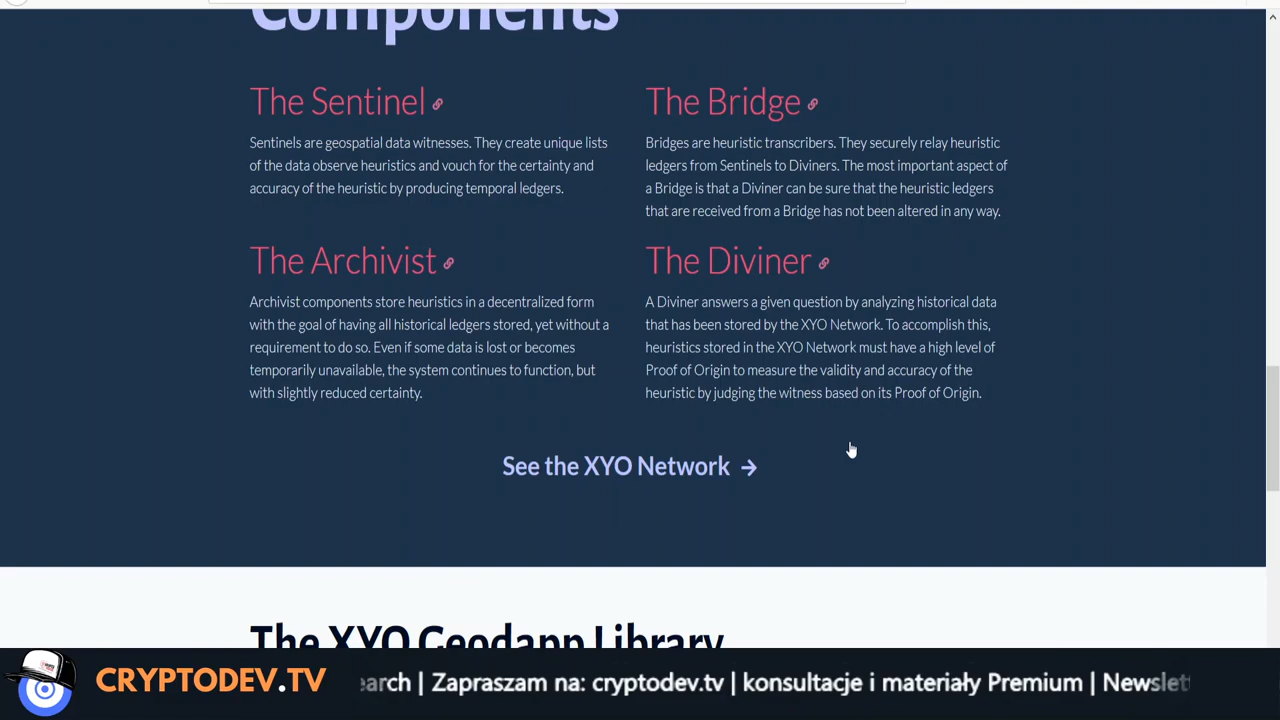 Components
The Sentinel
Sentinels are geospatial data witnesses. They create unique lists
of the data observe heuristics and vouch for the certainty and
accuracy of the heuristic by producing temporal ledgers.
The Bridge
Bridges are heuristic transcribers. They securely relay heuristic
ledgers from Sentinels to Diviners. The most important aspect of
a Bridge is that a Diviner can be sure that the heuristic ledgers
that are received from a Bridge has not been altered in any way.
The Archivist
Archivist components store heuristics in a decentralized form
with the goal of having all historical ledgers stored, yet without a
requirement to do so. Even if some data is lost or becomes
temporarily unavailable, the system continues to function, but
with slightly reduced certainty.
The Diviner
A Diviner answers a given question by analyzing historical data
that has been stored by the XYO Network. To accomplish this,
heuristics stored in the XYO Network must have a high level of
Proof of Origin to measure the validity and accuracy of the
heuristic by judging the witness based on its Proof of Origin.
See the XYO Network →
The XYO Geodapp Library
CRYPTODEV.TV
earch | Zapraszam na: cryptodev.tv | konsultacje i materiały Premium | Newslet